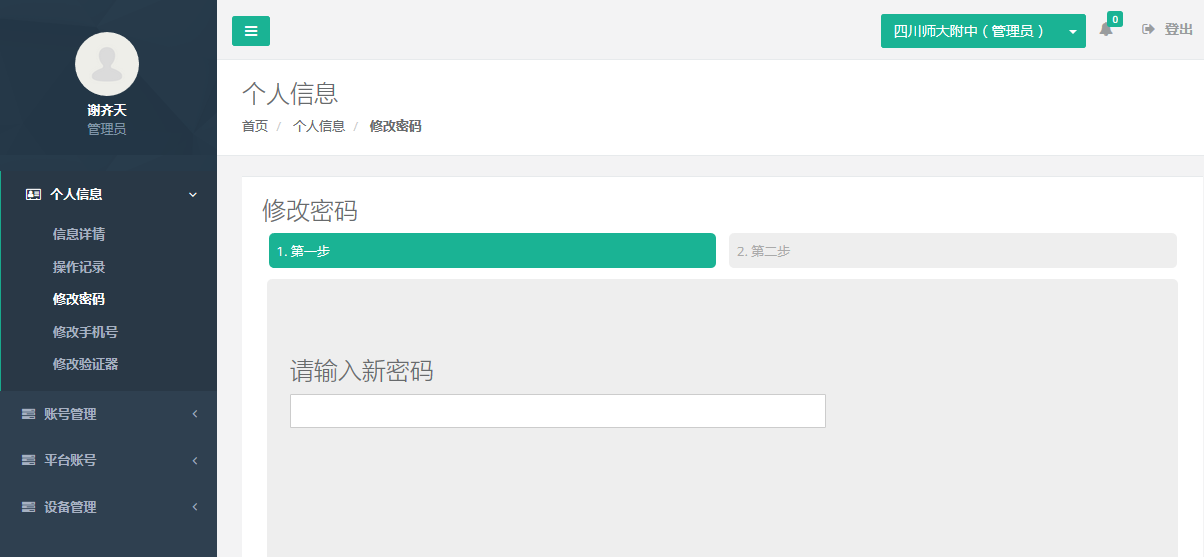 谢齐天
管理员
个人信息
信息详情
操作记录
修改密码
修改手机号
修改验证器
账号管理
平台账号
设备管理
四川师大附中（管理员）
0
登出
个人信息
首页 / 个人信息 / 修改密码
修改密码
1. 第一步
2. 第二步
请输入新密码